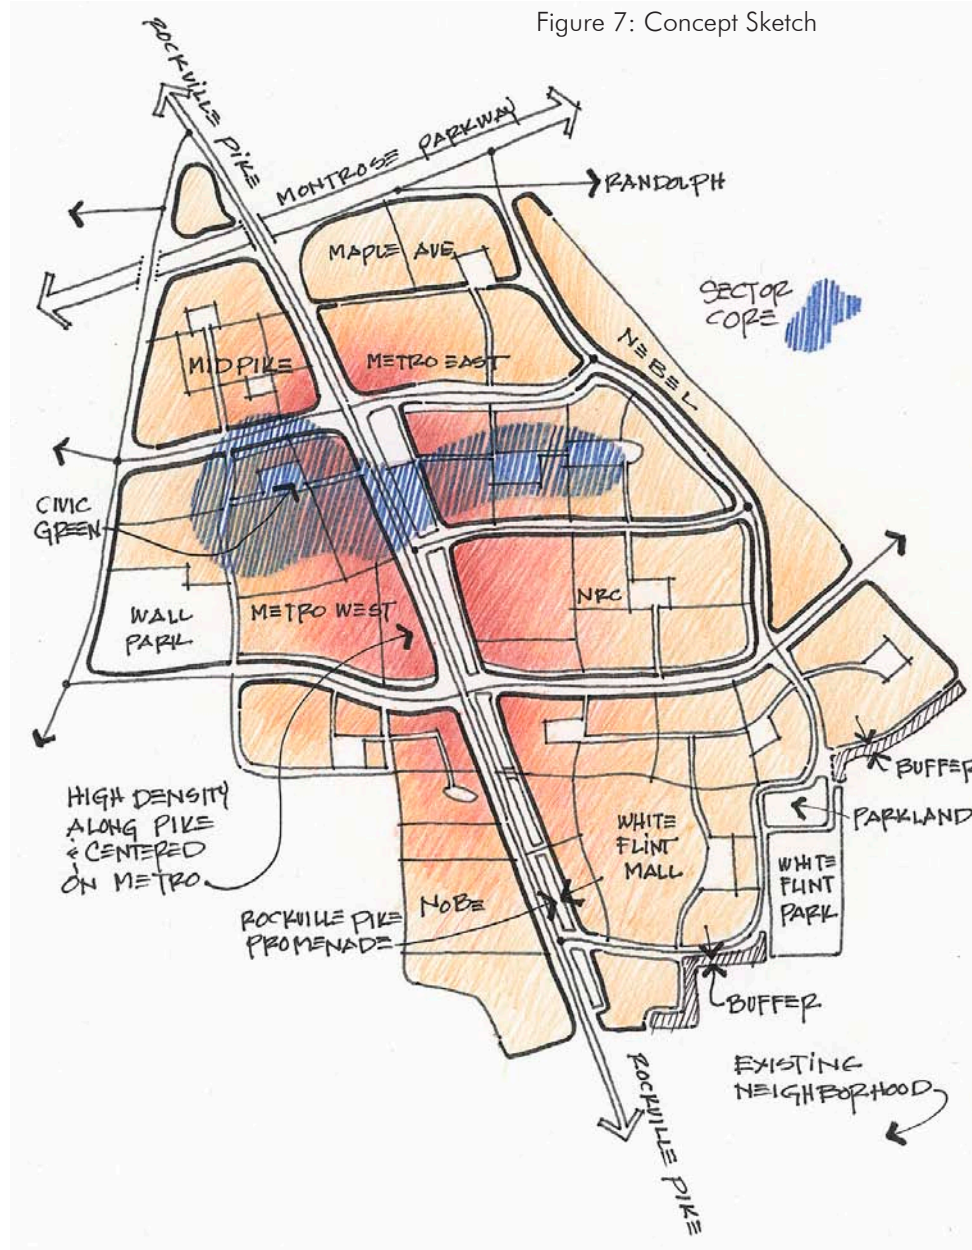 Figure 7: Concept Sketch
ROCKVILLE PIKE
MONTROSE PARKWAY
RANDOLPH
MAPLE AVE
SECTOR
CORE
NEBEL
MID PIKE
METRO EAST
CIVIC
GREEN
WALL
PARK
METRO WEST
NRC
HIGH DENSITY
ALONG PIKE
& CENTERED
ON METRO
BUFFER
PARKLAND
WHITE
FLINT
MALL
WHITE
FLINT
PARK
NOBE
ROCKVILLE PIKE
PROMENADE
BUFFER
EXISTING
NEIGHBORHOOD
ROCKVILLE PIKE